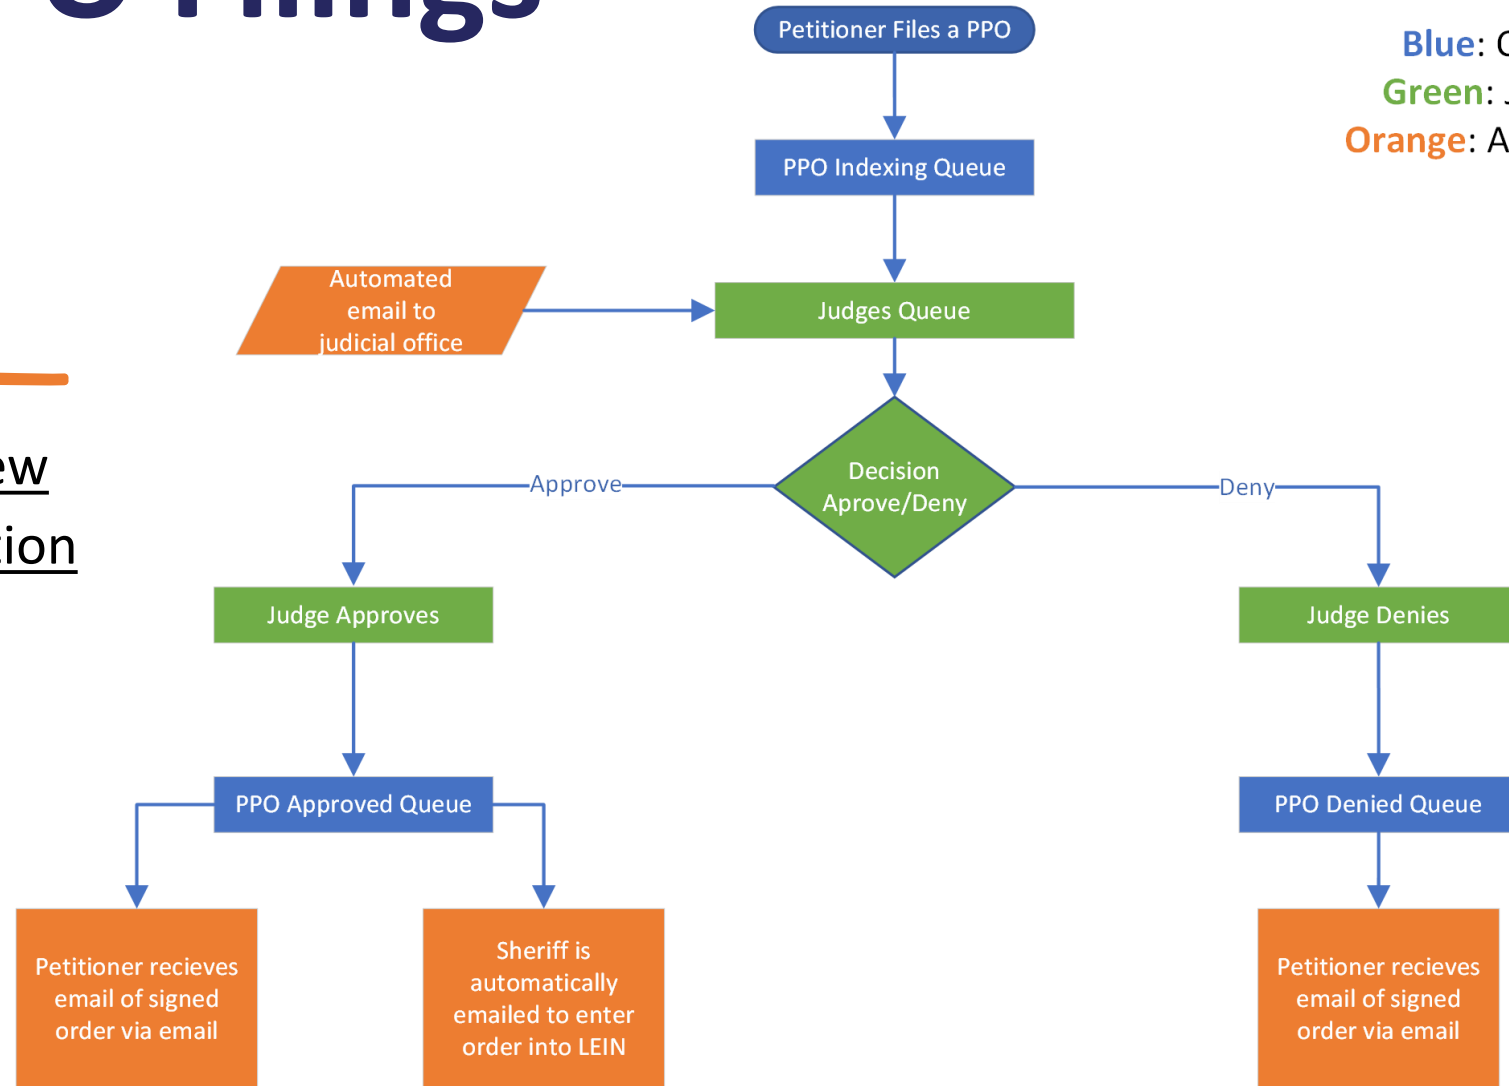 O Filings
Petitioner Files a PPO
Blue:
Green:
Orange:
PPO Indexing Queue
Automated
email to
judicial office
Judges Queue
Decision
Aprove/Deny
Approve
Deny
Judge Approves
Judge Denies
PPO Approved Queue
PPO Denied Queue
Petitioner recieves
email of signed
order via email
Sheriff is
automatically
emailed to enter
order into LEIN
Petitioner recieves
email of signed
order via email